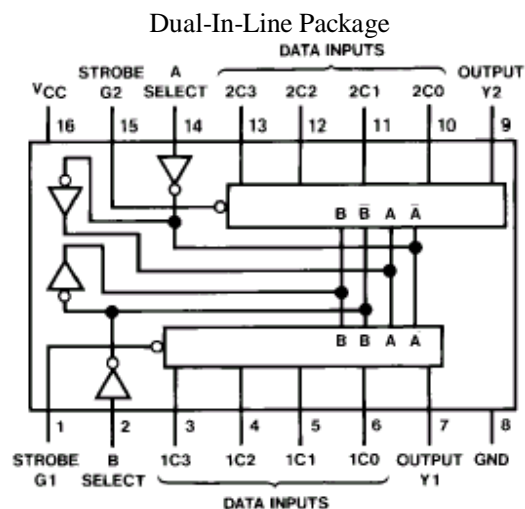 Dual-In-Line Package
DATA INPUTS
STROBE A OUTPUT
VCC G2 SELECT 2C3 2C2 2C1 2C0 Y2
16 15 14 13 12 11 10 9
B B̅ A A̅
B B̅ A A̅
1 2 3 4 5 6 7 8
STROBE B 1C3 1C2 1C1 1C0 OUTPUT GND
G1 SELECT Y1
DATA INPUTS